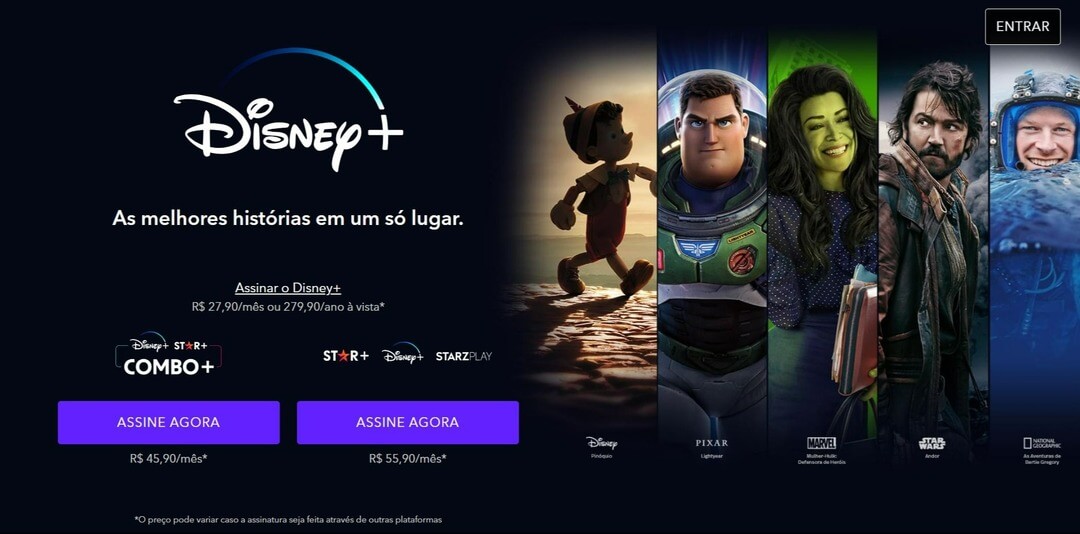 ENTRAR
Disney+
As melhores histórias em um só lugar.
Assinar o Disney+
R$ 27,90/mês ou 279,90/ano à vista*
Disney+ STAR+
COMBO+
STAR+ Disney+ STARZPLAY
ASSINE AGORA ASSINE AGORA
R$ 45,90/mês* R$ 55,90/mês*
*O preço pode variar caso a assinatura seja feita através de outras plataformas
LIGHTYEAR
Disney
Pinóquio
PIXAR
Lightyear
MARVEL
Mulher-Hulk:
Defensora de Heróis
STAR
WARS
Andor
NATIONAL
GEOGRAPHIC
As Aventuras de
Bertie Gregory